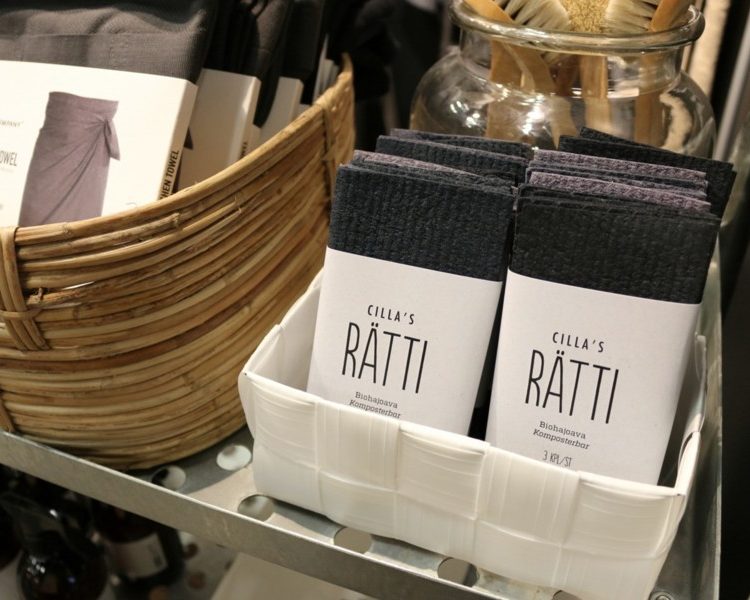 TOWEL
CILLA'S
RÄTTI
Biohajoava
Komposterbar
CILLA'S
RÄTTI
Biohajoava
Komposterbar
3 KPL/ST